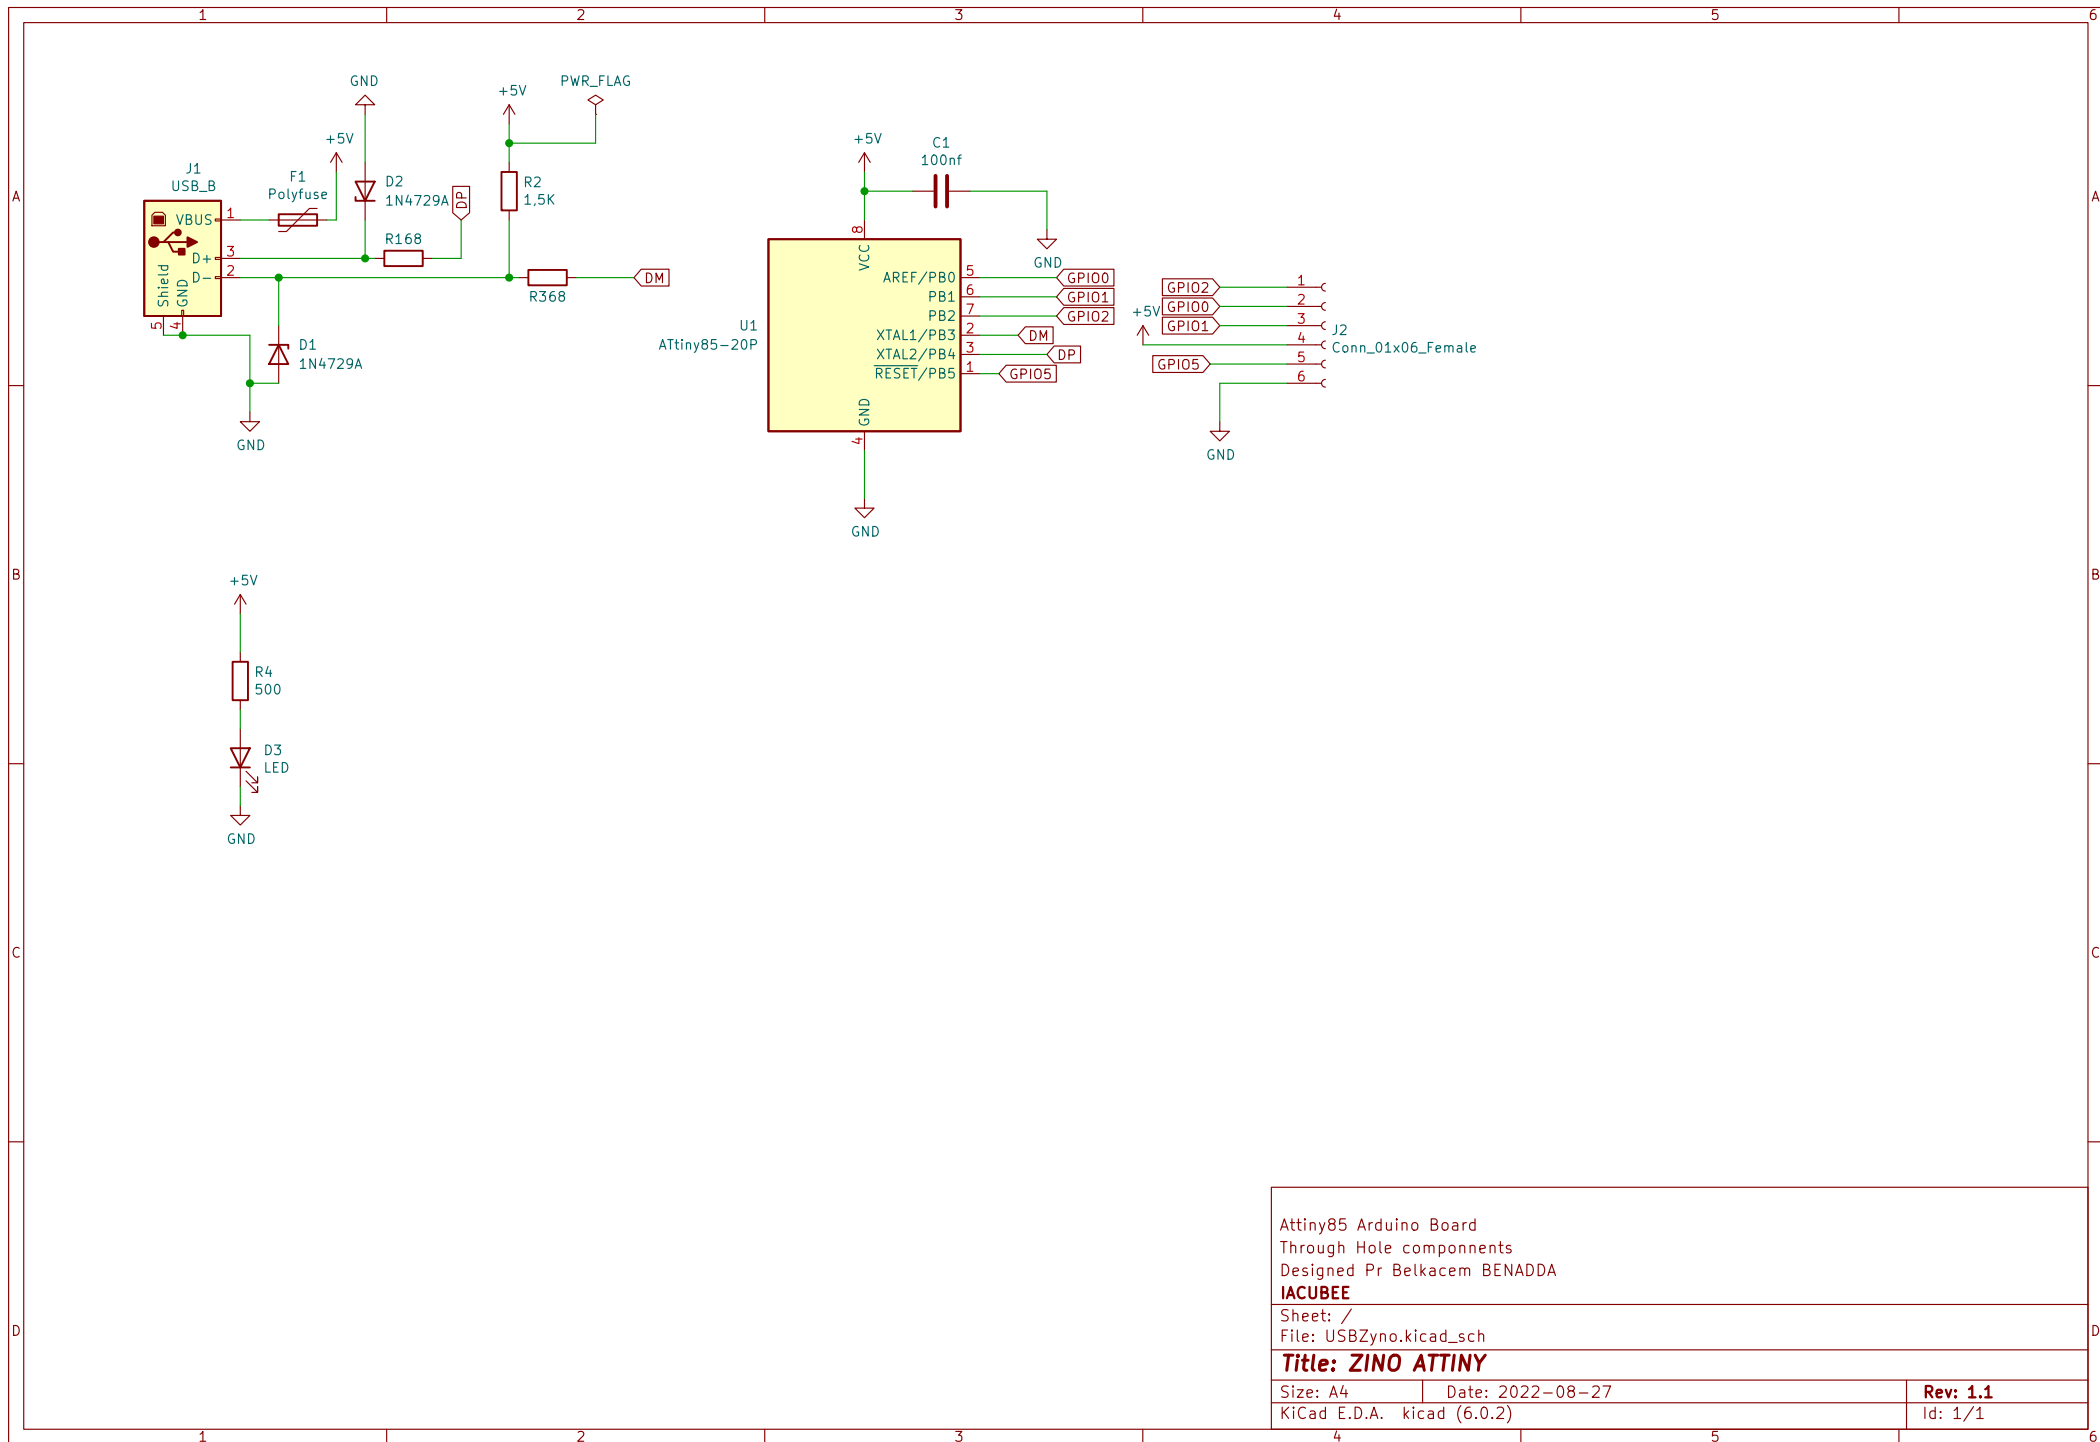 1 2 3 4 5 6
A
B
C
D
GND
+5V
J1
USB_B
VBUS 1
D+ 3
D- 2
Shield
GND
5
4
F1
Polyfuse
+5V
D2
1N4729A
DP
R168
+5V
PWR_FLAG
R2
1,5K
R368
DM
D1
1N4729A
GND
+5V
C1
100nf
GND
8
VCC
U1
ATtiny85-20P
AREF/PB0 5 GPIO0
PB1 6 GPIO1
PB2 7 GPIO2
XTAL1/PB3 2 DM
XTAL2/PB4 3 DP
RESET/PB5 1 GPIO5
GND
4
GND
GPIO2 1
GPIO0 2
GPIO1 3
+5V 4
GPIO5 5
6
J2
Conn_01x06_Female
GND
+5V
R4
500
D3
LED
GND
Attiny85 Arduino Board
Through Hole componnents
Designed Pr Belkacem BENADDA
IACUBEE
Sheet: /
File: USBZyno.kicad_sch
Title: ZINO ATTINY
Size: A4 Date: 2022-08-27 Rev: 1.1
KiCad E.D.A. kicad (6.0.2) Id: 1/1
A
B
C
D
1 2 3 4 5 6